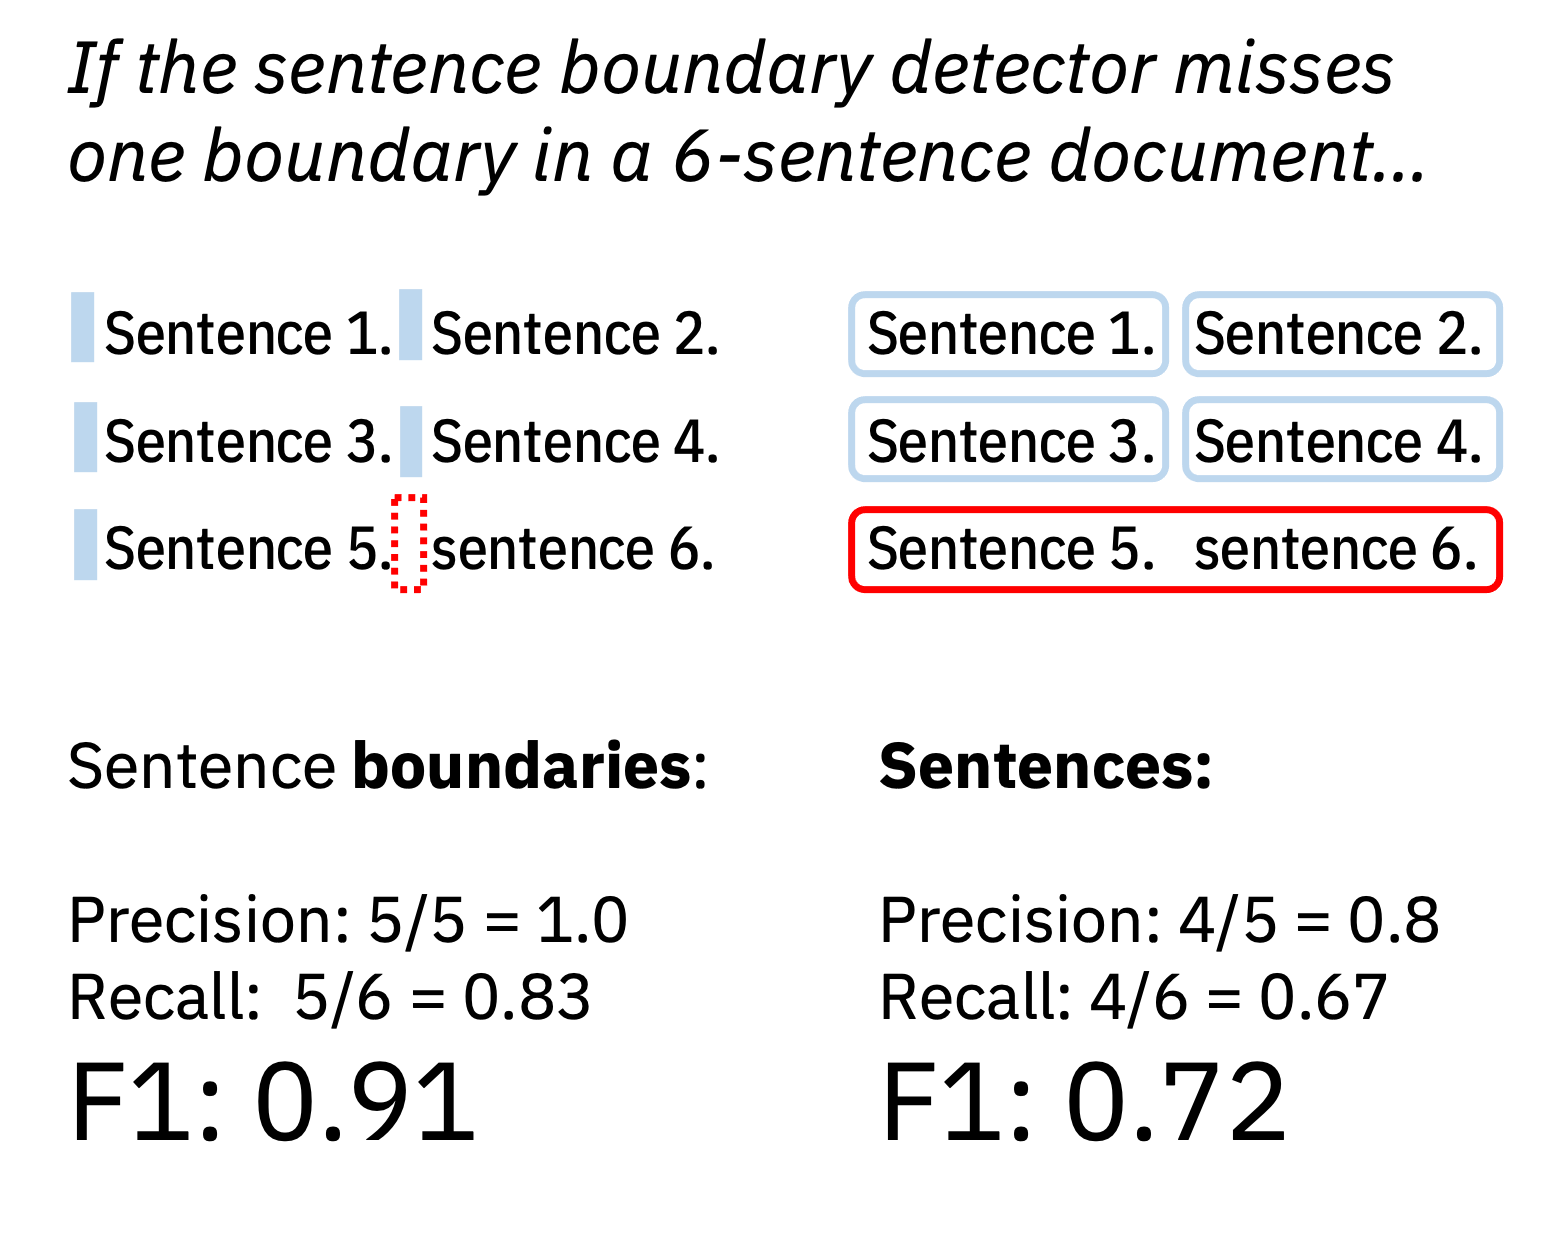 If the sentence boundary detector misses
one boundary in a 6-sentence document...
Sentence 1. Sentence 2.
Sentence 3. Sentence 4.
Sentence 5. sentence 6.
Sentence 1. Sentence 2.
Sentence 3. Sentence 4.
Sentence 5. sentence 6.
Sentence boundaries:
Precision: 5/5 = 1.0
Recall: 5/6 = 0.83
F1: 0.91
Sentences:
Precision: 4/5 = 0.8
Recall: 4/6 = 0.67
F1: 0.72